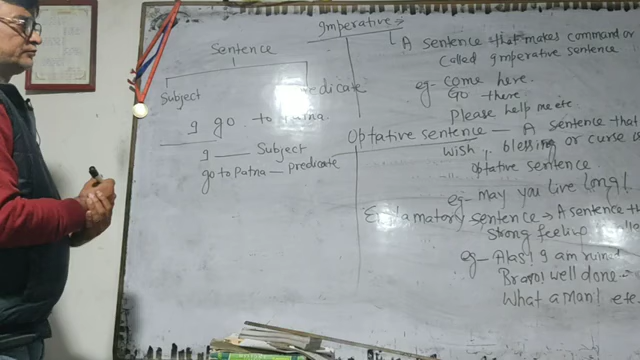 Sentence
Subject
Predicate
I go to Patna.
I — Subject
go to Patna — predicate
Imperative →
A sentence that makes command or
called Imperative sentence
eg- come here.
Go there.
Please help me etc
Optative sentence — A sentence that
wish, blessing or curse
optative sentence.
eg- may you live long!
Exclamatory sentence → A sentence th
strong feeling
eg- Alas! I am ruin
Bravo! well done
What a man! etc.